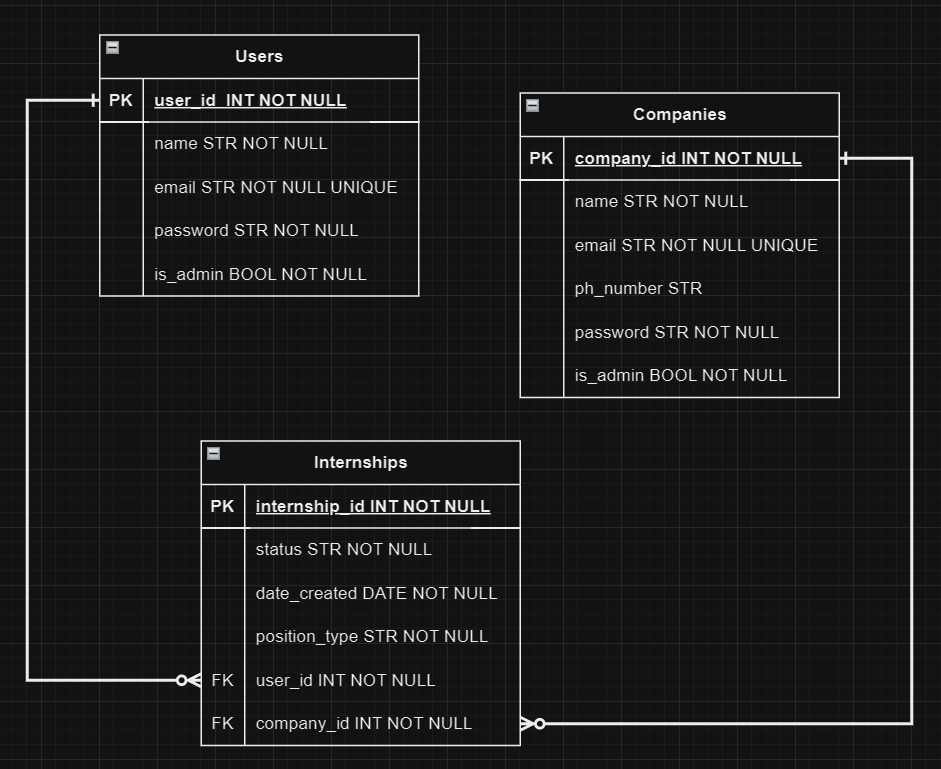 Users
PK user_id INT NOT NULL
name STR NOT NULL
email STR NOT NULL UNIQUE
password STR NOT NULL
is_admin BOOL NOT NULL
Companies
PK company_id INT NOT NULL
name STR NOT NULL
email STR NOT NULL UNIQUE
ph_number STR
password STR NOT NULL
is_admin BOOL NOT NULL
Internships
PK internship_id INT NOT NULL
status STR NOT NULL
date_created DATE NOT NULL
position_type STR NOT NULL
FK user_id INT NOT NULL
FK company_id INT NOT NULL